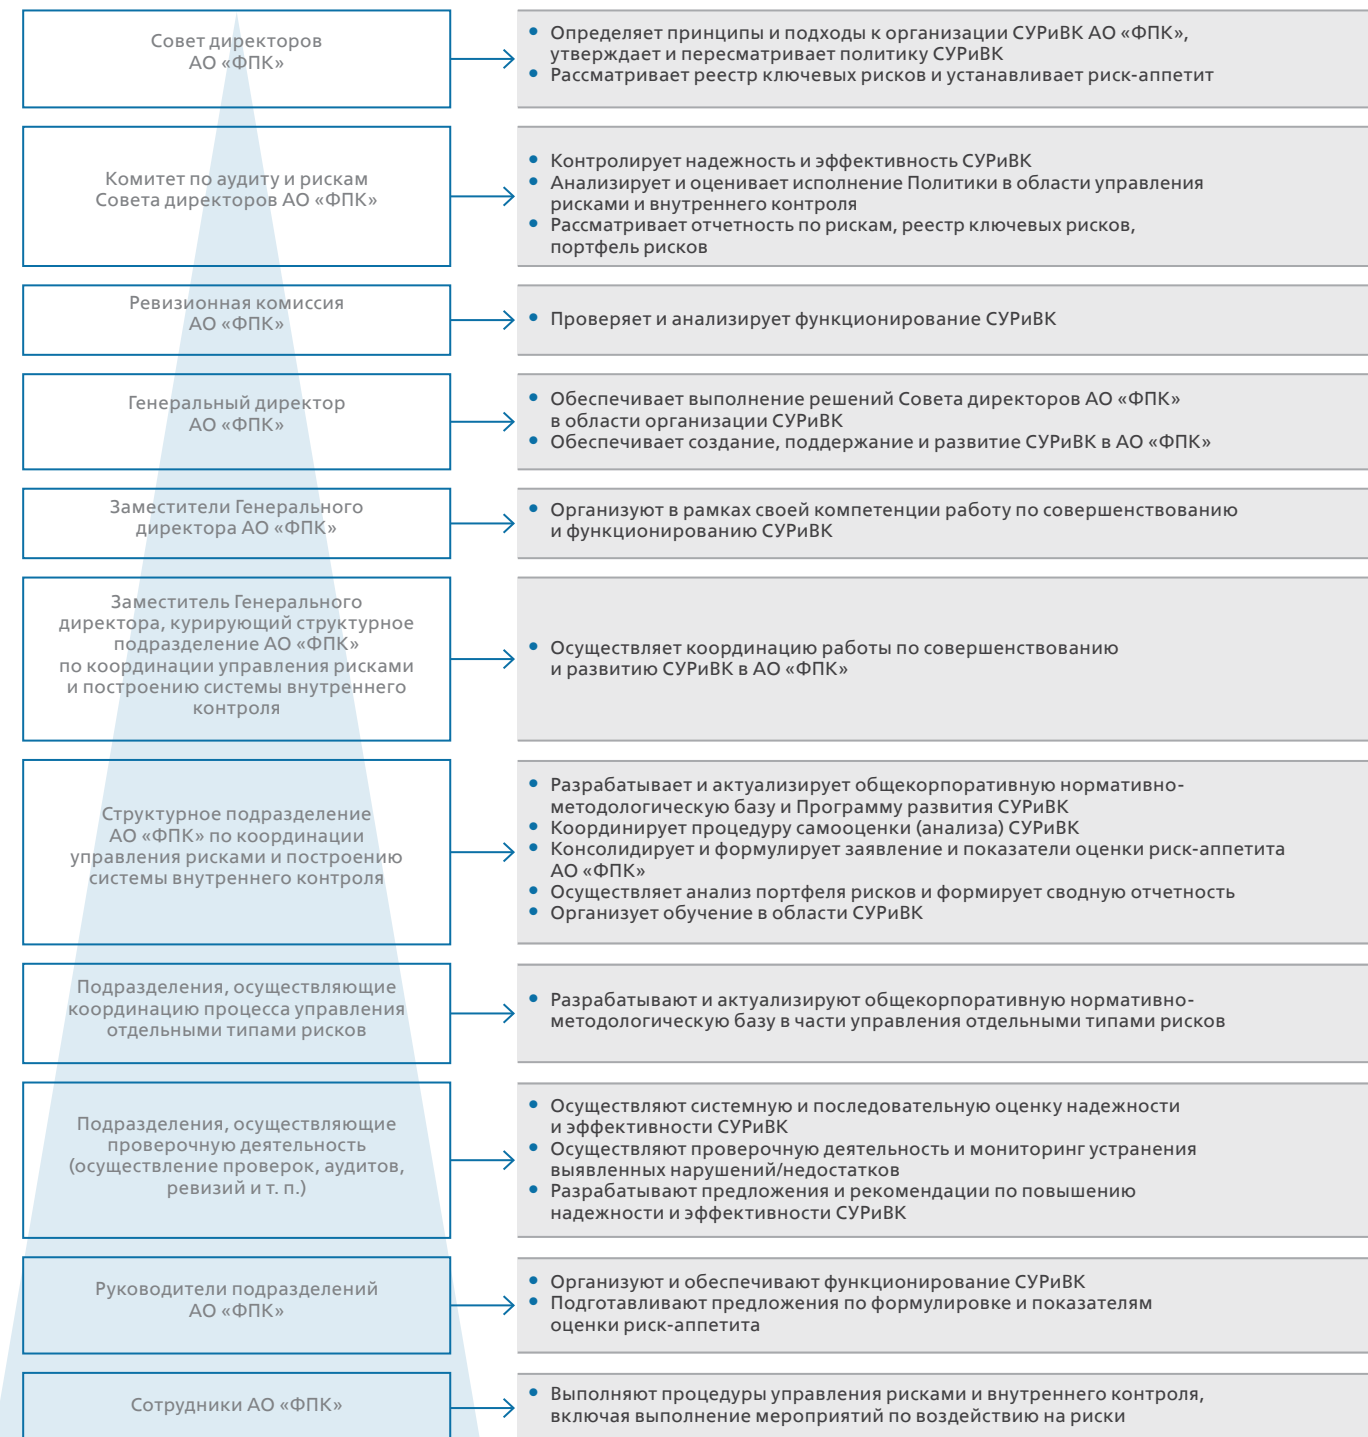 Совет директоров
АО «ФПК»
• Определяет принципы и подходы к организации СУРиВК АО «ФПК»,
утверждает и пересматривает политику СУРиВК
• Рассматривает реестр ключевых рисков и устанавливает риск-аппетит
Комитет по аудиту и рискам
Совета директоров АО «ФПК»
• Контролирует надежность и эффективность СУРиВК
• Анализирует и оценивает исполнение Политики в области управления
рисками и внутреннего контроля
• Рассматривает отчетность по рискам, реестр ключевых рисков,
портфель рисков
Ревизионная комиссия
АО «ФПК»
• Проверяет и анализирует функционирование СУРиВК
Генеральный директор
АО «ФПК»
• Обеспечивает выполнение решений Совета директоров АО «ФПК»
в области организации СУРиВК
• Обеспечивает создание, поддержание и развитие СУРиВК в АО «ФПК»
Заместители Генерального
директора АО «ФПК»
• Организуют в рамках своей компетенции работу по совершенствованию
и функционированию СУРиВК
Заместитель Генерального
директора, курирующий структурное
подразделение АО «ФПК»
по координации управления рисками
и построению системы внутреннего
контроля
• Осуществляет координацию работы по совершенствованию
и развитию СУРиВК в АО «ФПК»
Структурное подразделение
АО «ФПК» по координации
управления рисками и построению
системы внутреннего контроля
• Разрабатывает и актуализирует общекорпоративную нормативно-
методологическую базу и Программу развития СУРиВК
• Координирует процедуру самооценки (анализа) СУРиВК
• Консолидирует и формулирует заявление и показатели оценки риск-аппетита
АО «ФПК»
• Осуществляет анализ портфеля рисков и формирует сводную отчетность
• Организует обучение в области СУРиВК
Подразделения, осуществляющие
координацию процесса управления
отдельными типами рисков
• Разрабатывают и актуализируют общекорпоративную нормативно-
методологическую базу в части управления отдельными типами рисков
Подразделения, осуществляющие
проверочную деятельность
(осуществление проверок, аудитов,
ревизий и т. п.)
• Осуществляют системную и последовательную оценку надежности
и эффективности СУРиВК
• Осуществляют проверочную деятельность и мониторинг устранения
выявленных нарушений/недостатков
• Разрабатывают предложения и рекомендации по повышению
надежности и эффективности СУРиВК
Руководители подразделений
АО «ФПК»
• Организуют и обеспечивают функционирование СУРиВК
• Подготавливают предложения по формулировке и показателям
оценки риск-аппетита
Сотрудники АО «ФПК»
• Выполняют процедуры управления рисками и внутреннего контроля,
включая выполнение мероприятий по воздействию на риски